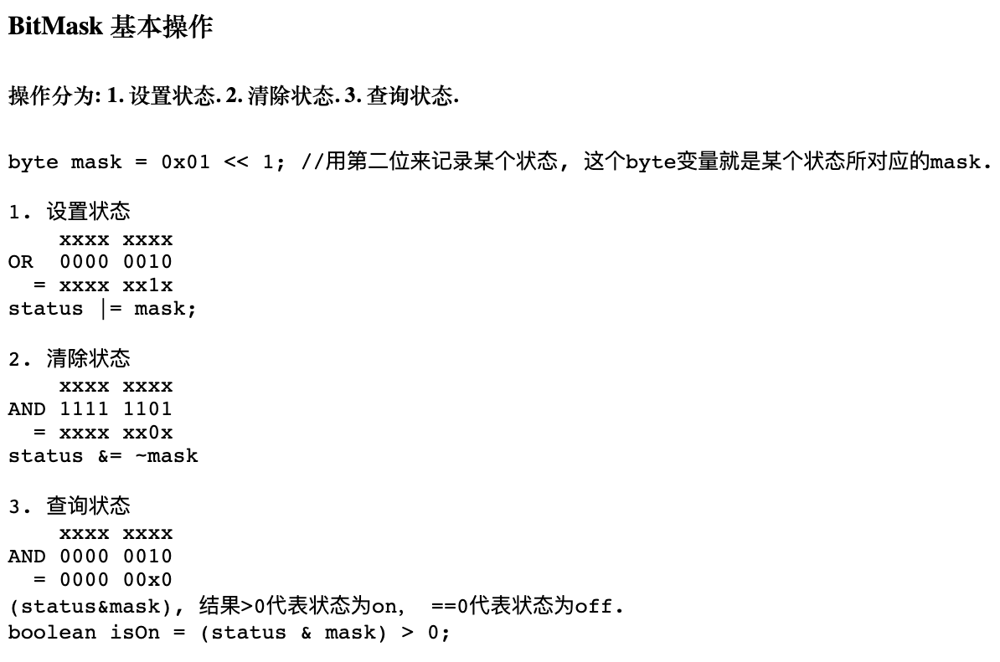 BitMask 基本操作
操作分为: 1. 设置状态. 2. 清除状态. 3. 查询状态.
byte mask = 0x01 << 1; //用第二位来记录某个状态, 这个byte变量就是某个状态所对应的mask.
1. 设置状态
    xxxx xxxx
OR  0000 0010
  = xxxx xx1x
status |= mask;
2. 清除状态
    xxxx xxxx
AND 1111 1101
  = xxxx xx0x
status &= ~mask
3. 查询状态
    xxxx xxxx
AND 0000 0010
  = 0000 00x0
(status&mask), 结果>0代表状态为on, ==0代表状态为off.
boolean isOn = (status & mask) > 0;